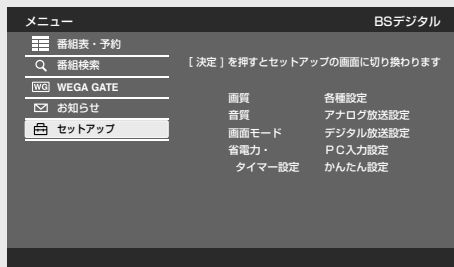 メニュー
BSデジタル
番組表・予約
番組検索
WG WEGA GATE
お知らせ
セットアップ
[ 決定 ] を押すとセットアップの画面に切り換わります
画質 各種設定
音質 アナログ放送設定
画面モード デジタル放送設定
省電力・ PC入力設定
タイマー設定 かんたん設定